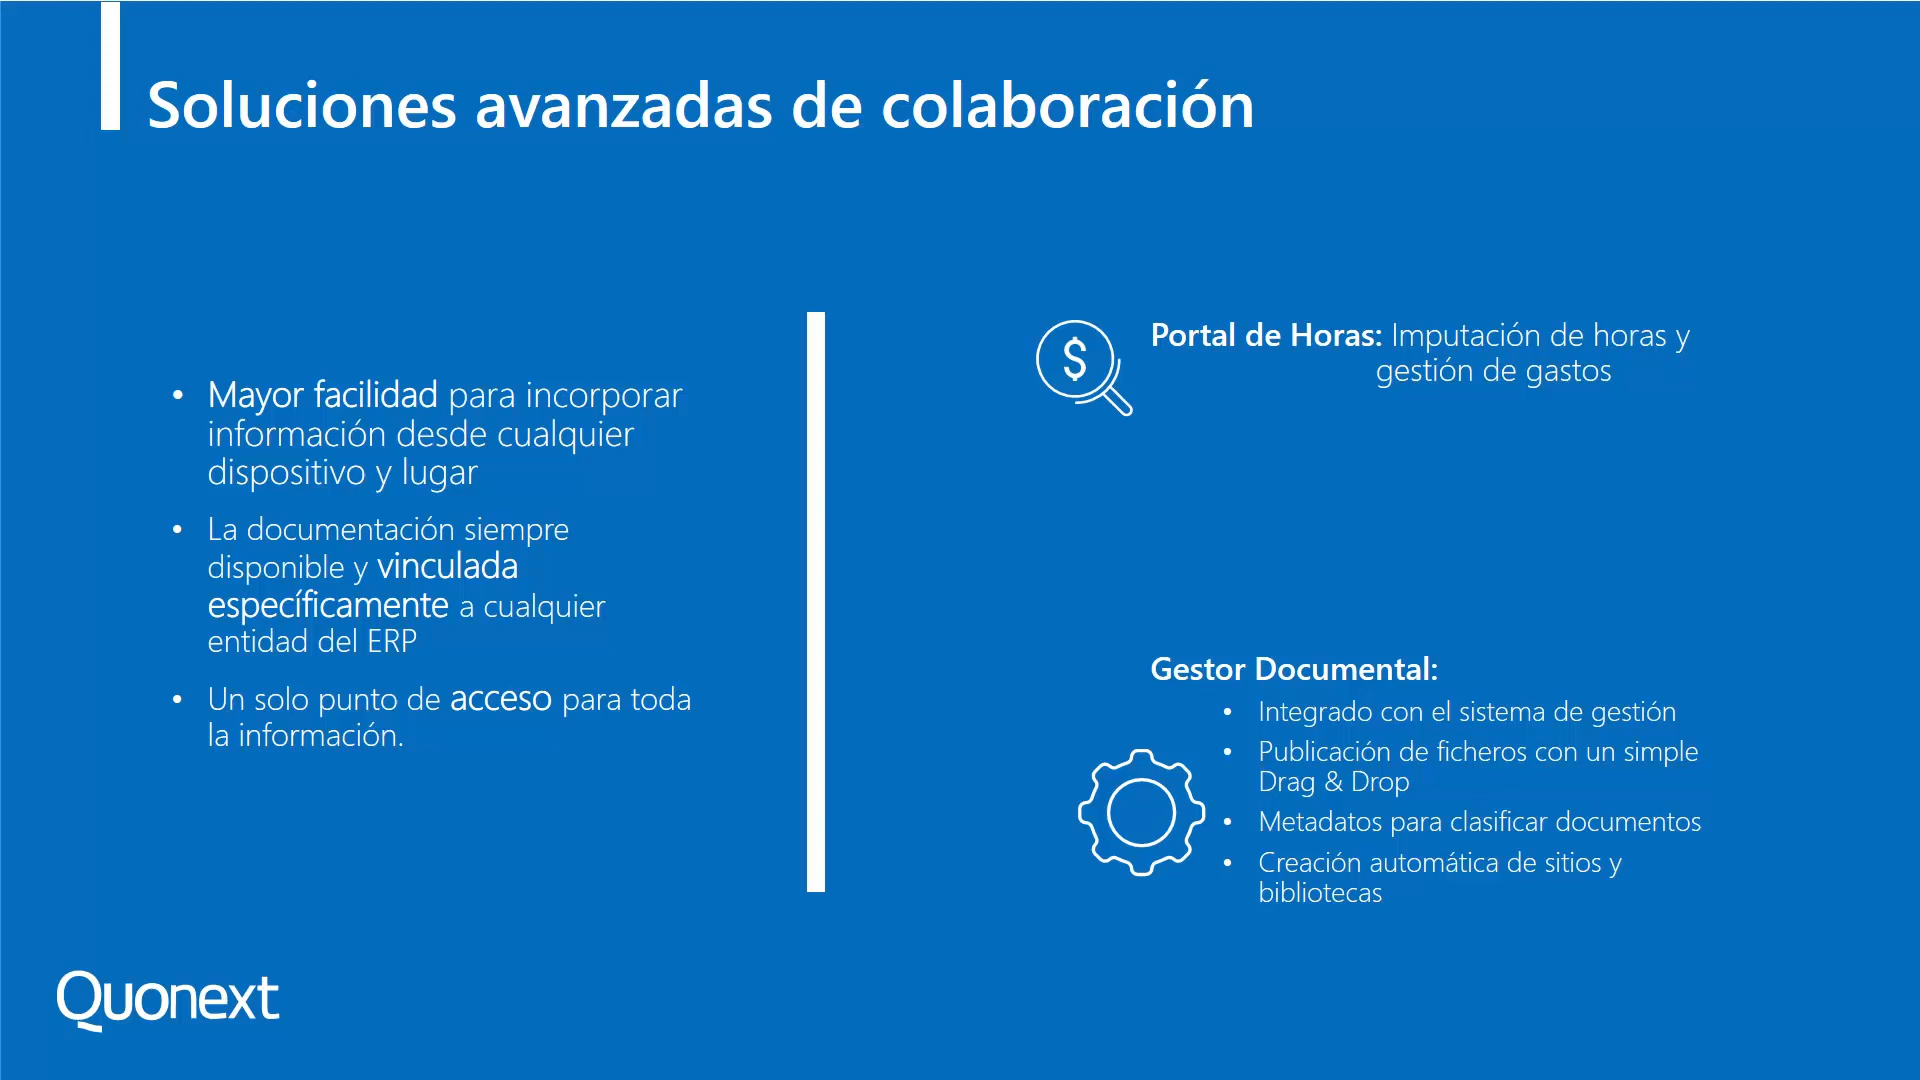 Soluciones avanzadas de colaboración
• Mayor facilidad para incorporar
información desde cualquier
dispositivo y lugar
• La documentación siempre
disponible y vinculada
específicamente a cualquier
entidad del ERP
• Un solo punto de acceso para toda
la información.
$
Portal de Horas: Imputación de horas y
gestión de gastos
Gestor Documental:
• Integrado con el sistema de gestión
• Publicación de ficheros con un simple
Drag & Drop
• Metadatos para clasificar documentos
• Creación automática de sitios y
bibliotecas
Quonext